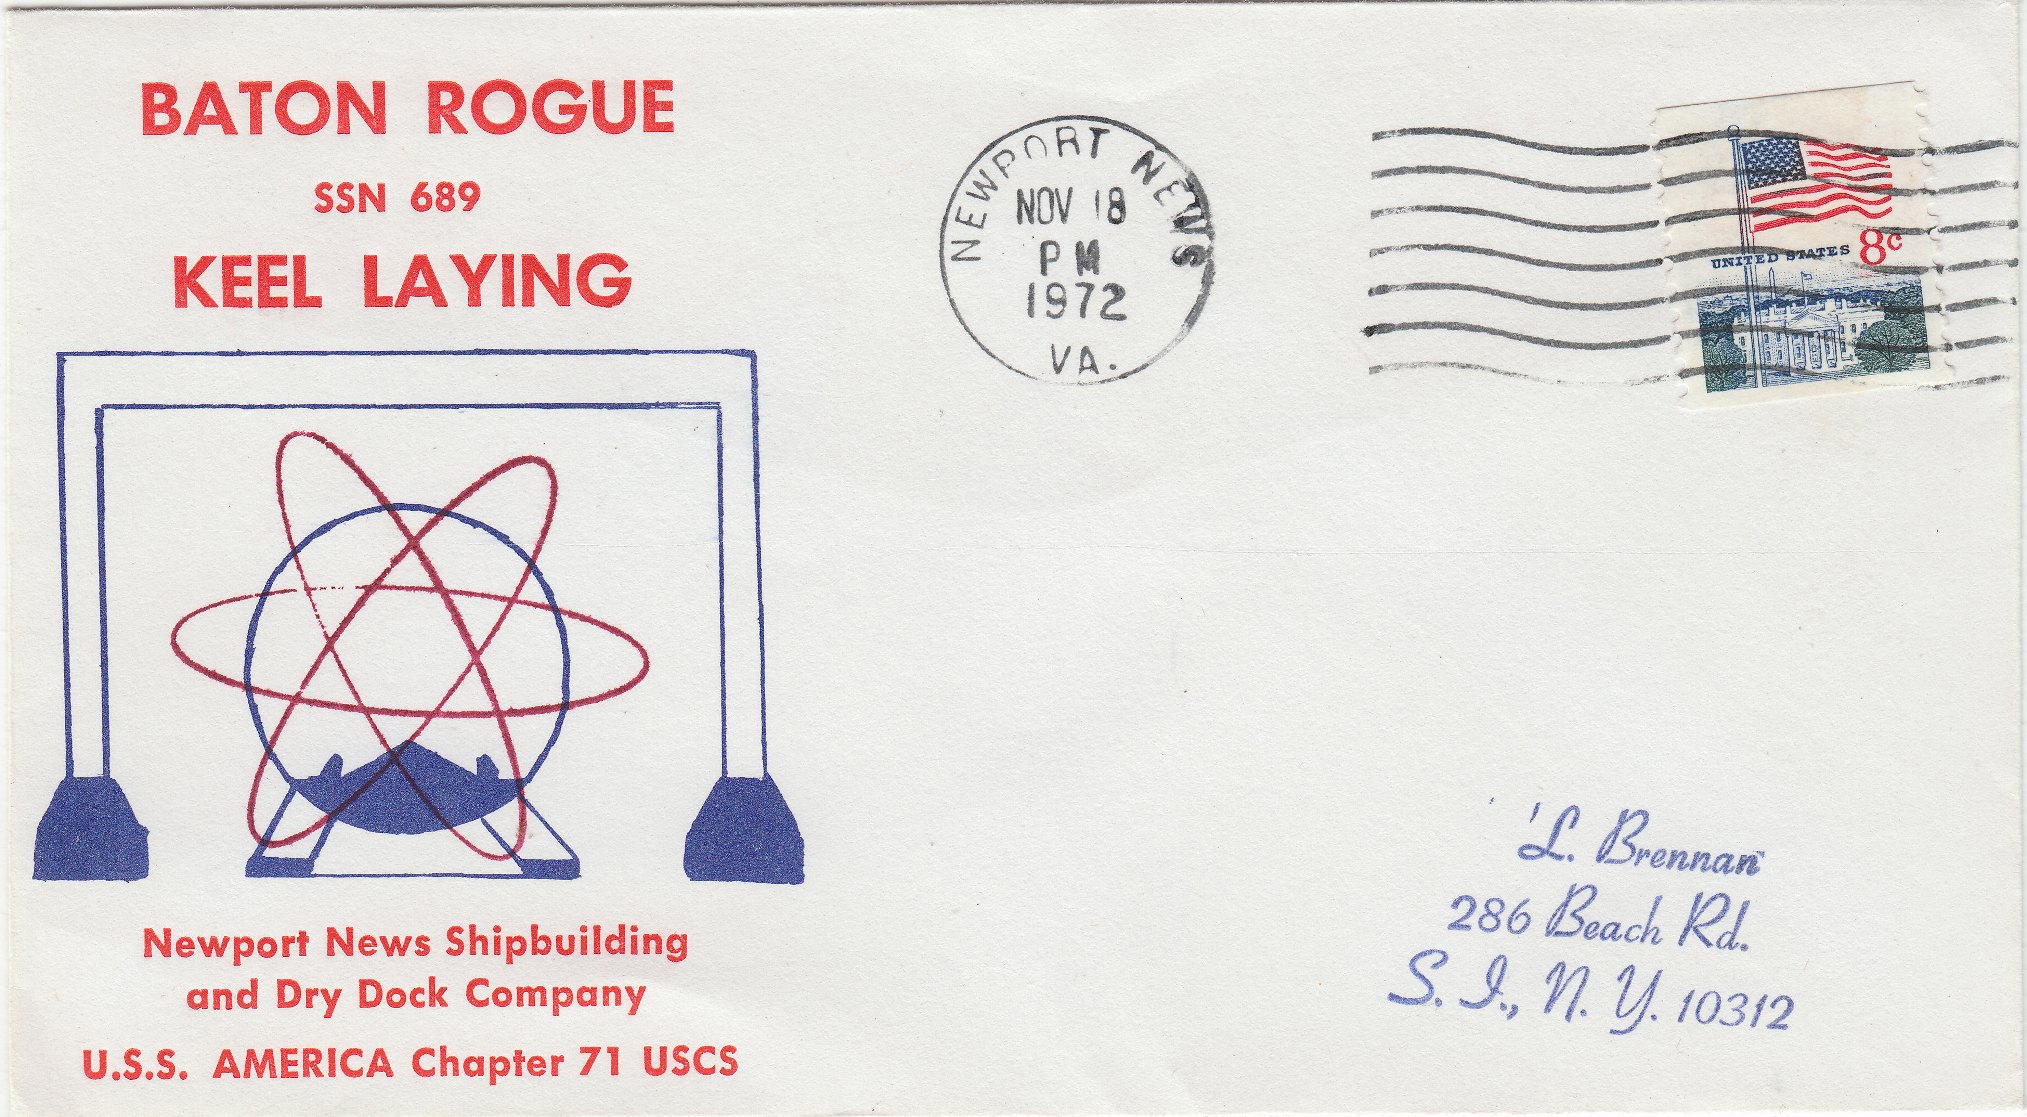 BATON ROGUE
SSN 689
KEEL LAYING
NEWPORT NEWS
NOV 18
PM
1972
VA.
UNITED STATES 8c
L. Brennan
286 Beach Rd.
S. I., N. Y. 10312
Newport News Shipbuilding
and Dry Dock Company
U.S.S. AMERICA Chapter 71 USCS